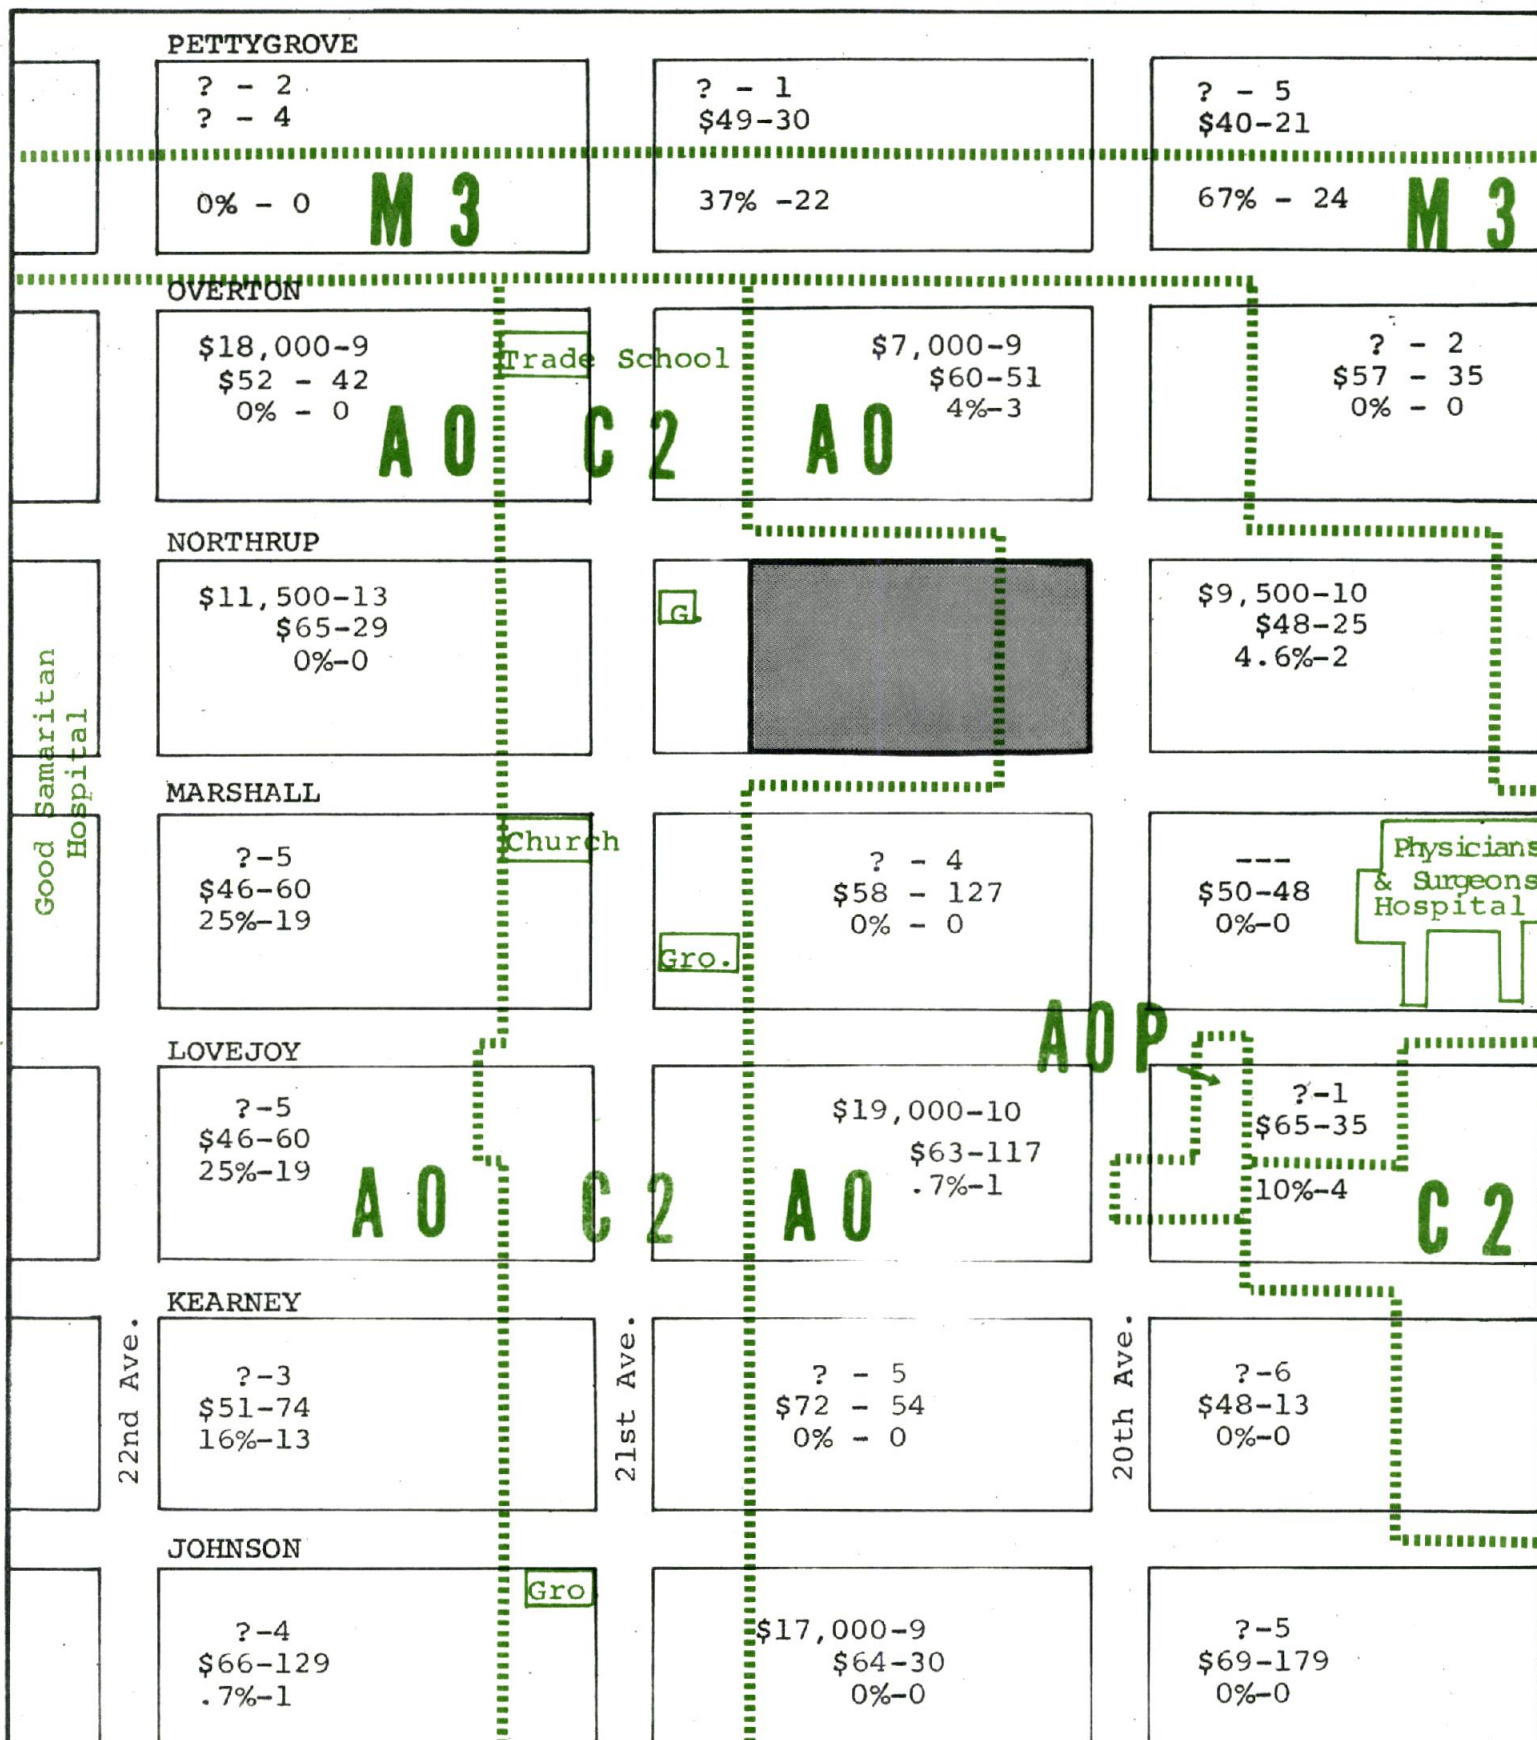 PETTYGROVE
? - 2
? - 4
0% - 0
M 3
? - 1
$49-30
37% -22
? - 5
$40-21
67% - 24
M 3
OVERTON
$18,000-9
$52 - 42
0% - 0
A 0
Trade School
C 2
$7,000-9
$60-51
4%-3
A 0
? - 2
$57 - 35
0% - 0
NORTHRUP
$11,500-13
$65-29
0%-0
G.
$9,500-10
$48-25
4.6%-2
Good Samaritan
Hospital
MARSHALL
?-5
$46-60
25%-19
Church
Gro.
? - 4
$58 - 127
0% - 0
---
$50-48
0%-0
Physicians
& Surgeons
Hospital
A 0 P
LOVEJOY
?-5
$46-60
25%-19
A 0
C 2
$19,000-10
$63-117
.7%-1
A 0
?-1
$65-35
10%-4
C 2
KEARNEY
22nd Ave.
?-3
$51-74
16%-13
21st Ave.
? - 5
$72 - 54
0% - 0
20th Ave.
?-6
$48-13
0%-0
JOHNSON
Gro
?-4
$66-129
.7%-1
$17,000-9
$64-30
0%-0
?-5
$69-179
0%-0